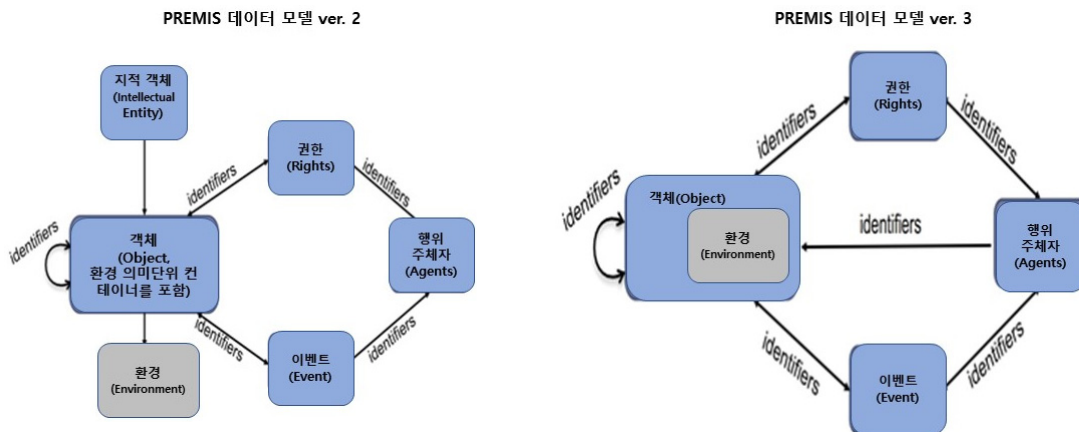 PREMIS 데이터 모델 ver. 2
지적 객체
(Intellectual
Entity)
권한
(Rights)
identifiers
identifiers
identifiers
객체
(Object,
환경 의미단위 컨
테이너를 포함)
행위
주체자
(Agents)
identifiers
identifiers
환경
(Environment)
이벤트
(Event)
PREMIS 데이터 모델 ver. 3
권한
(Rights)
identifiers
identifiers
identifiers
객체(Object)
환경
(Environment)
identifiers
행위
주체자
(Agents)
identifiers
identifiers
이벤트
(Event)